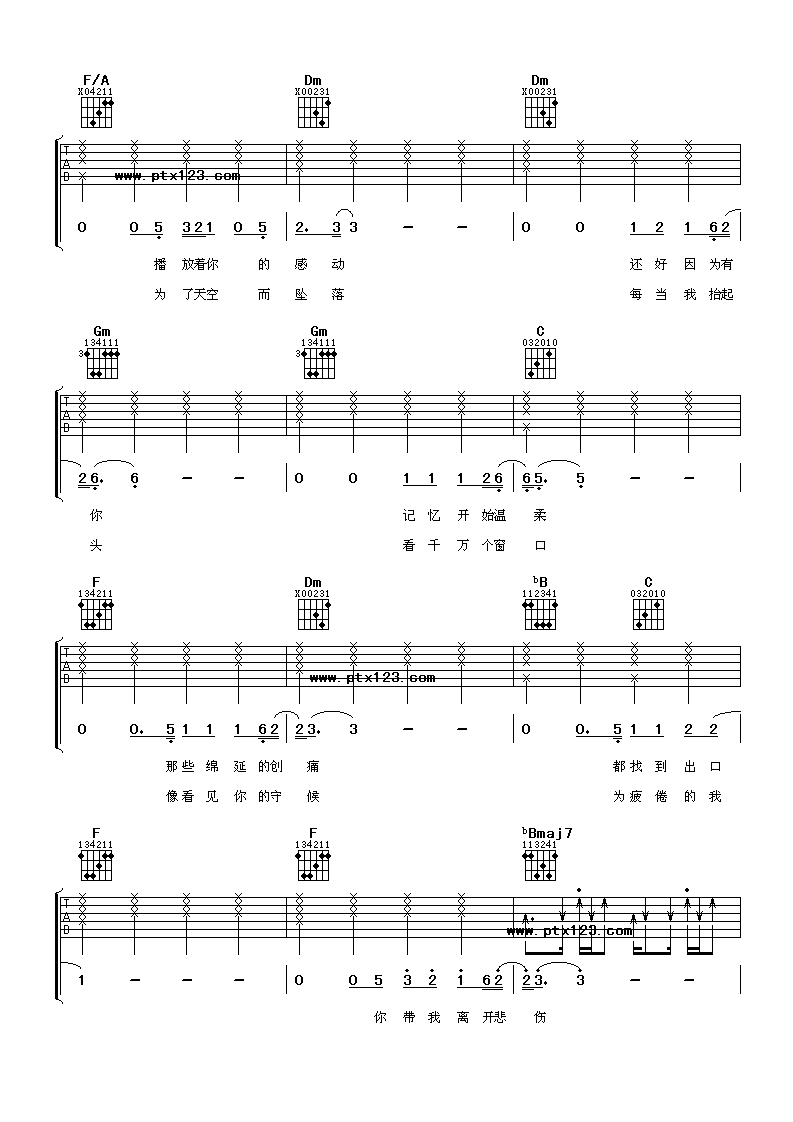 F/A Dm Dm
X04211 X00231 X00231
T
A
B
www.ptx123.com
0 0 5 3 2 1 0 5 2. 3 3 - - 0 0 1 2 1 6 2
播 放着你 的 感 动 还 好 因 为有
为 了天空 而 坠 落 每 当 我 抬起
Gm Gm C
134111 134111 032010
3 3
T
A
B
2 6. 6 - - 0 0 1 1 1 2 6 6 5. 5 - -
你 记 忆 开 始温 柔
头 看 千 万 个窗 口
F Dm bB C
134211 X00231 112341 032010
T
A
B
www.ptx123.com
0 0. 5 1 1 1 6 2 2 3. 3 - - 0 0. 5 1 1 2 2
那些 绵 延 的创 痛 都找 到 出 口
像看 见 你 的守 候 为疲 倦 的 我
F F bBmaj7
134211 134211 113241
T
A
B
www.ptx123.com
1 - - - 0 0 5 3 2 1 6 2 2 3. 3 - -
你 带 我 离 开悲 伤